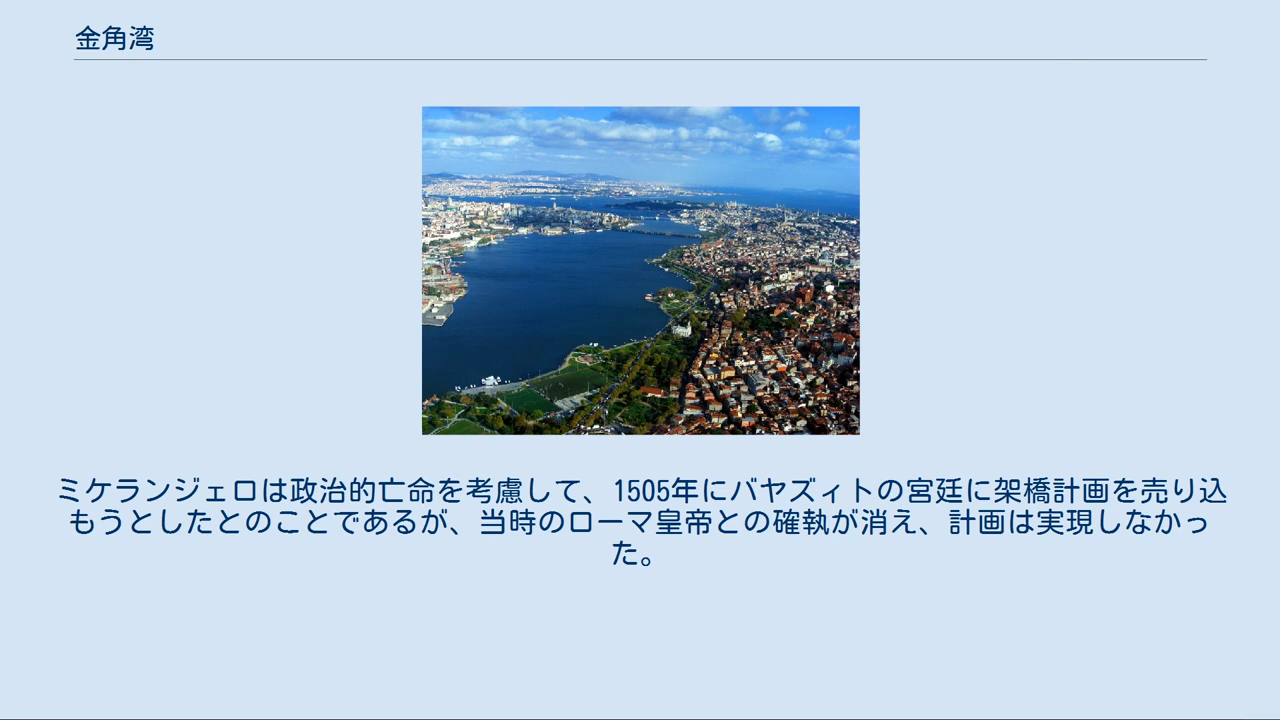 金角湾
ミケランジェロは政治的亡命を考慮して、1505年にバヤズィトの宮廷に架橋計画を売り込
もうとしたとのことであるが、当時のローマ皇帝との確執が消え、計画は実現しなかっ
た。